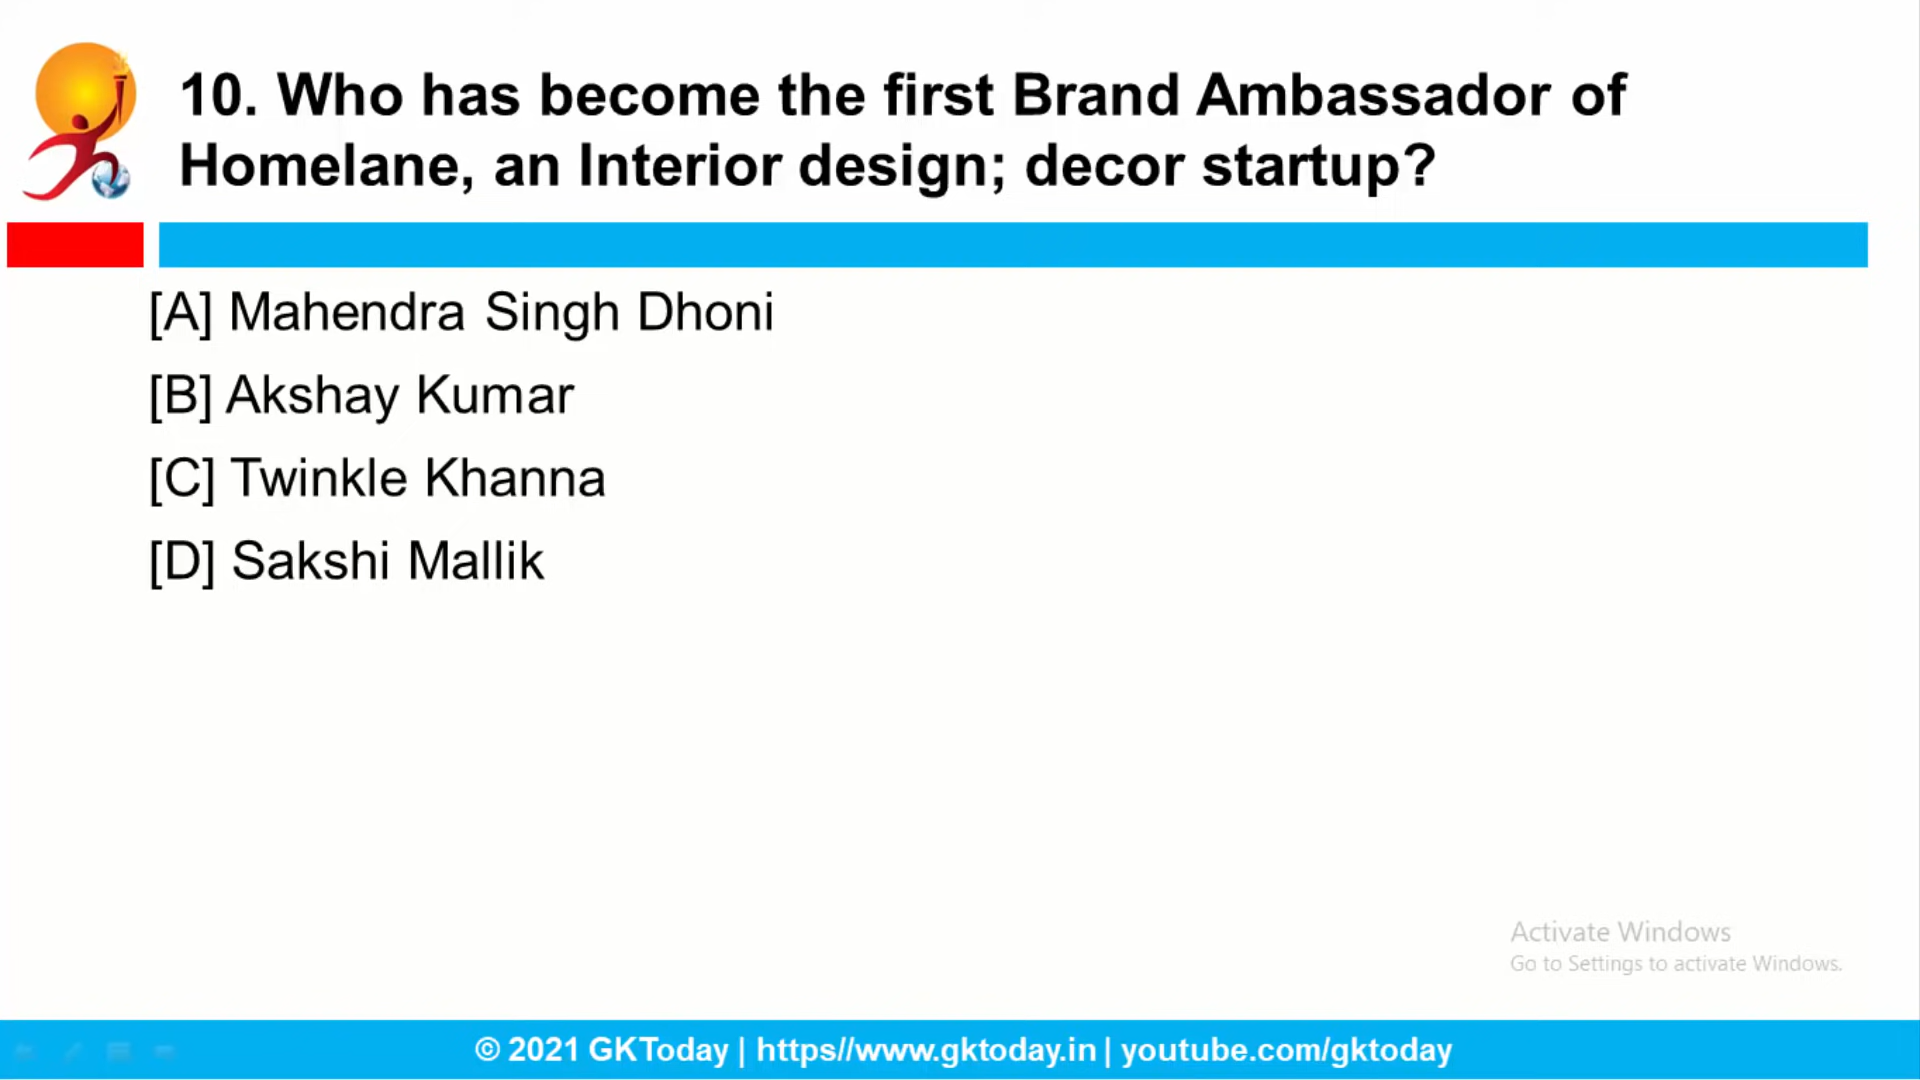 10. Who has become the first Brand Ambassador of
Homelane, an Interior design; decor startup?
[A] Mahendra Singh Dhoni
[B] Akshay Kumar
[C] Twinkle Khanna
[D] Sakshi Mallik
Activate Windows
Go to Settings to activate Windows.
© 2021 GKToday | https//www.gktoday.in | youtube.com/gktoday